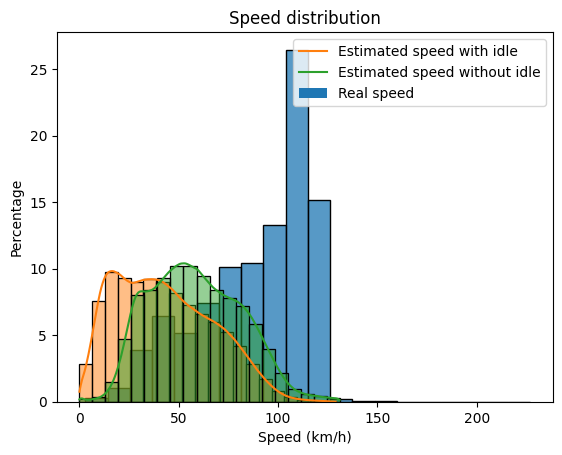 Speed distribution
Estimated speed with idle
Estimated speed without idle
Real speed
Percentage
25
20
15
10
5
0
0
50
100
150
200
Speed (km/h)